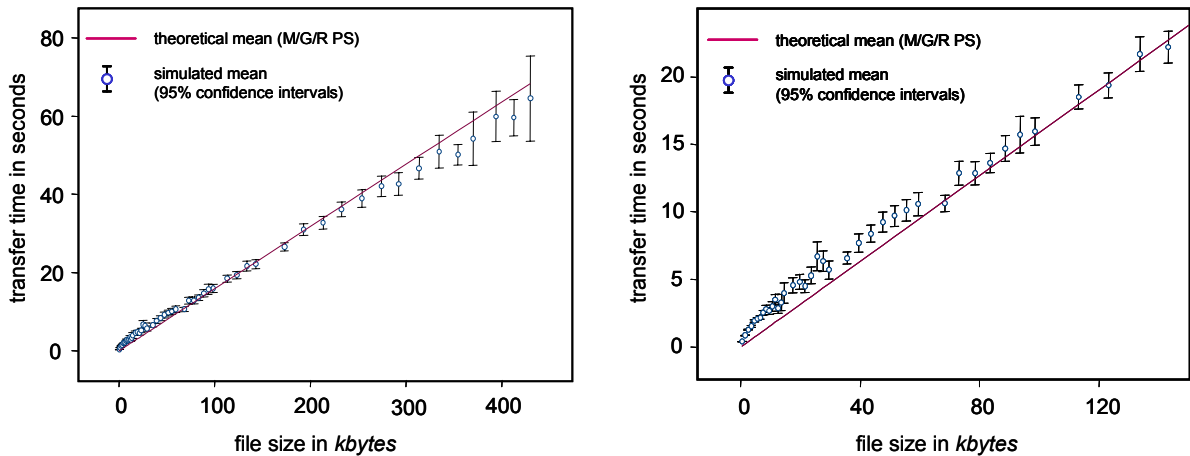 theoretical mean (M/G/R PS)
simulated mean
(95% confidence intervals)
transfer time in seconds
80
60
40
20
0
0 100 200 300 400
file size in kbytes
theoretical mean (M/G/R PS)
simulated mean
(95% confidence intervals)
transfer time in seconds
20
15
10
5
0
0 40 80 120
file size in kbytes